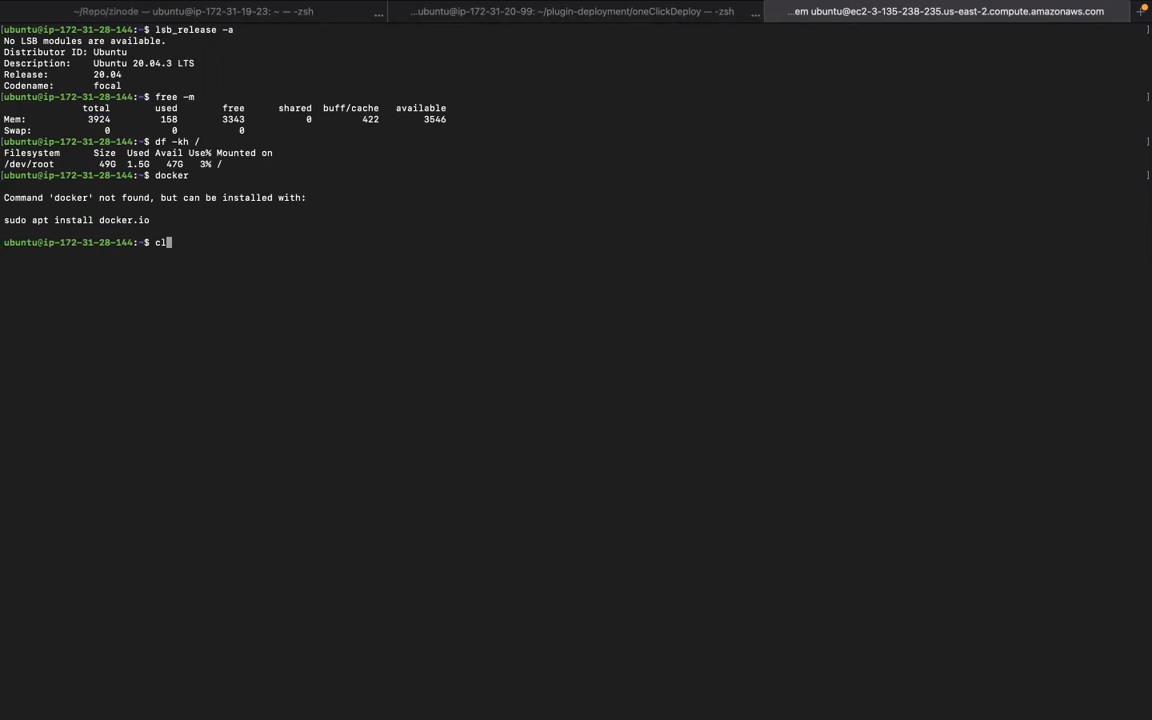 ~/Repo/zinode — ubuntu@ip-172-31-19-23: ~ — -zsh ... ...ubuntu@ip-172-31-20-99: ~/plugin-deployment/oneClickDeploy — -zsh ... ...em ubuntu@ec2-3-135-238-235.us-east-2.compute.amazonaws.com +
[ubuntu@ip-172-31-28-144:~$ lsb_release -a ]
No LSB modules are available.
Distributor ID: Ubuntu
Description:    Ubuntu 20.04.3 LTS
Release:        20.04
Codename:       focal
[ubuntu@ip-172-31-28-144:~$ free -m ]
              total        used        free      shared  buff/cache   available
Mem:           3924         158        3343           0         422        3546
Swap:             0           0           0
[ubuntu@ip-172-31-28-144:~$ df -kh / ]
Filesystem      Size  Used Avail Use% Mounted on
/dev/root        49G  1.5G   47G   3% /
[ubuntu@ip-172-31-28-144:~$ docker ]
Command 'docker' not found, but can be installed with:
sudo apt install docker.io
ubuntu@ip-172-31-28-144:~$ cl